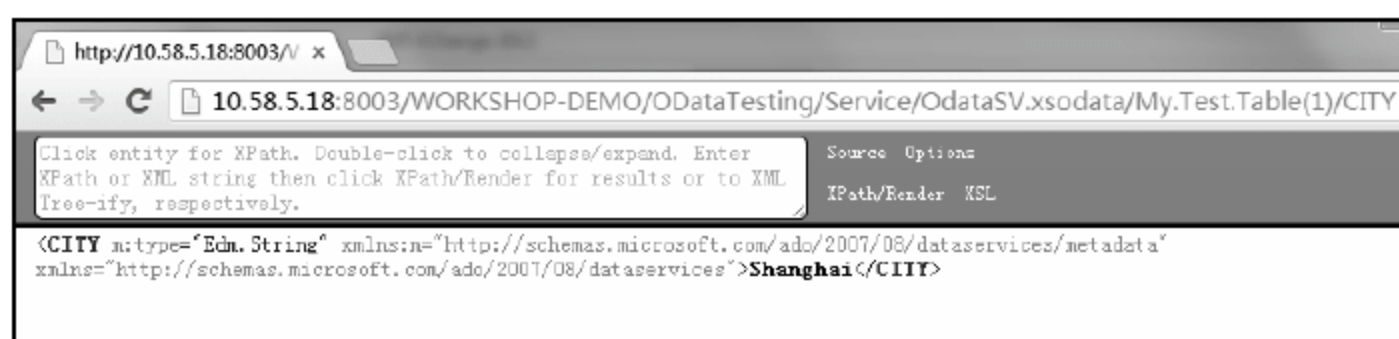 http://10.58.5.18:8003/V ×
10.58.5.18:8003/WORKSHOP-DEMO/ODataTesting/Service/OdataSV.xsodata/My.Test.Table(1)/CITY
Click entity for XPath. Double-click to collapse/expand. Enter
XPath or XML string then click XPath/Render for results or to XML
Tree-ify, respectively.
Source Options
XPath/Render XSL
<CITY m:type="Edm.String" xmlns:m="http://schemas.microsoft.com/ado/2007/08/dataservices/metadata"
xmlns="http://schemas.microsoft.com/ado/2007/08/dataservices">Shanghai</CITY>